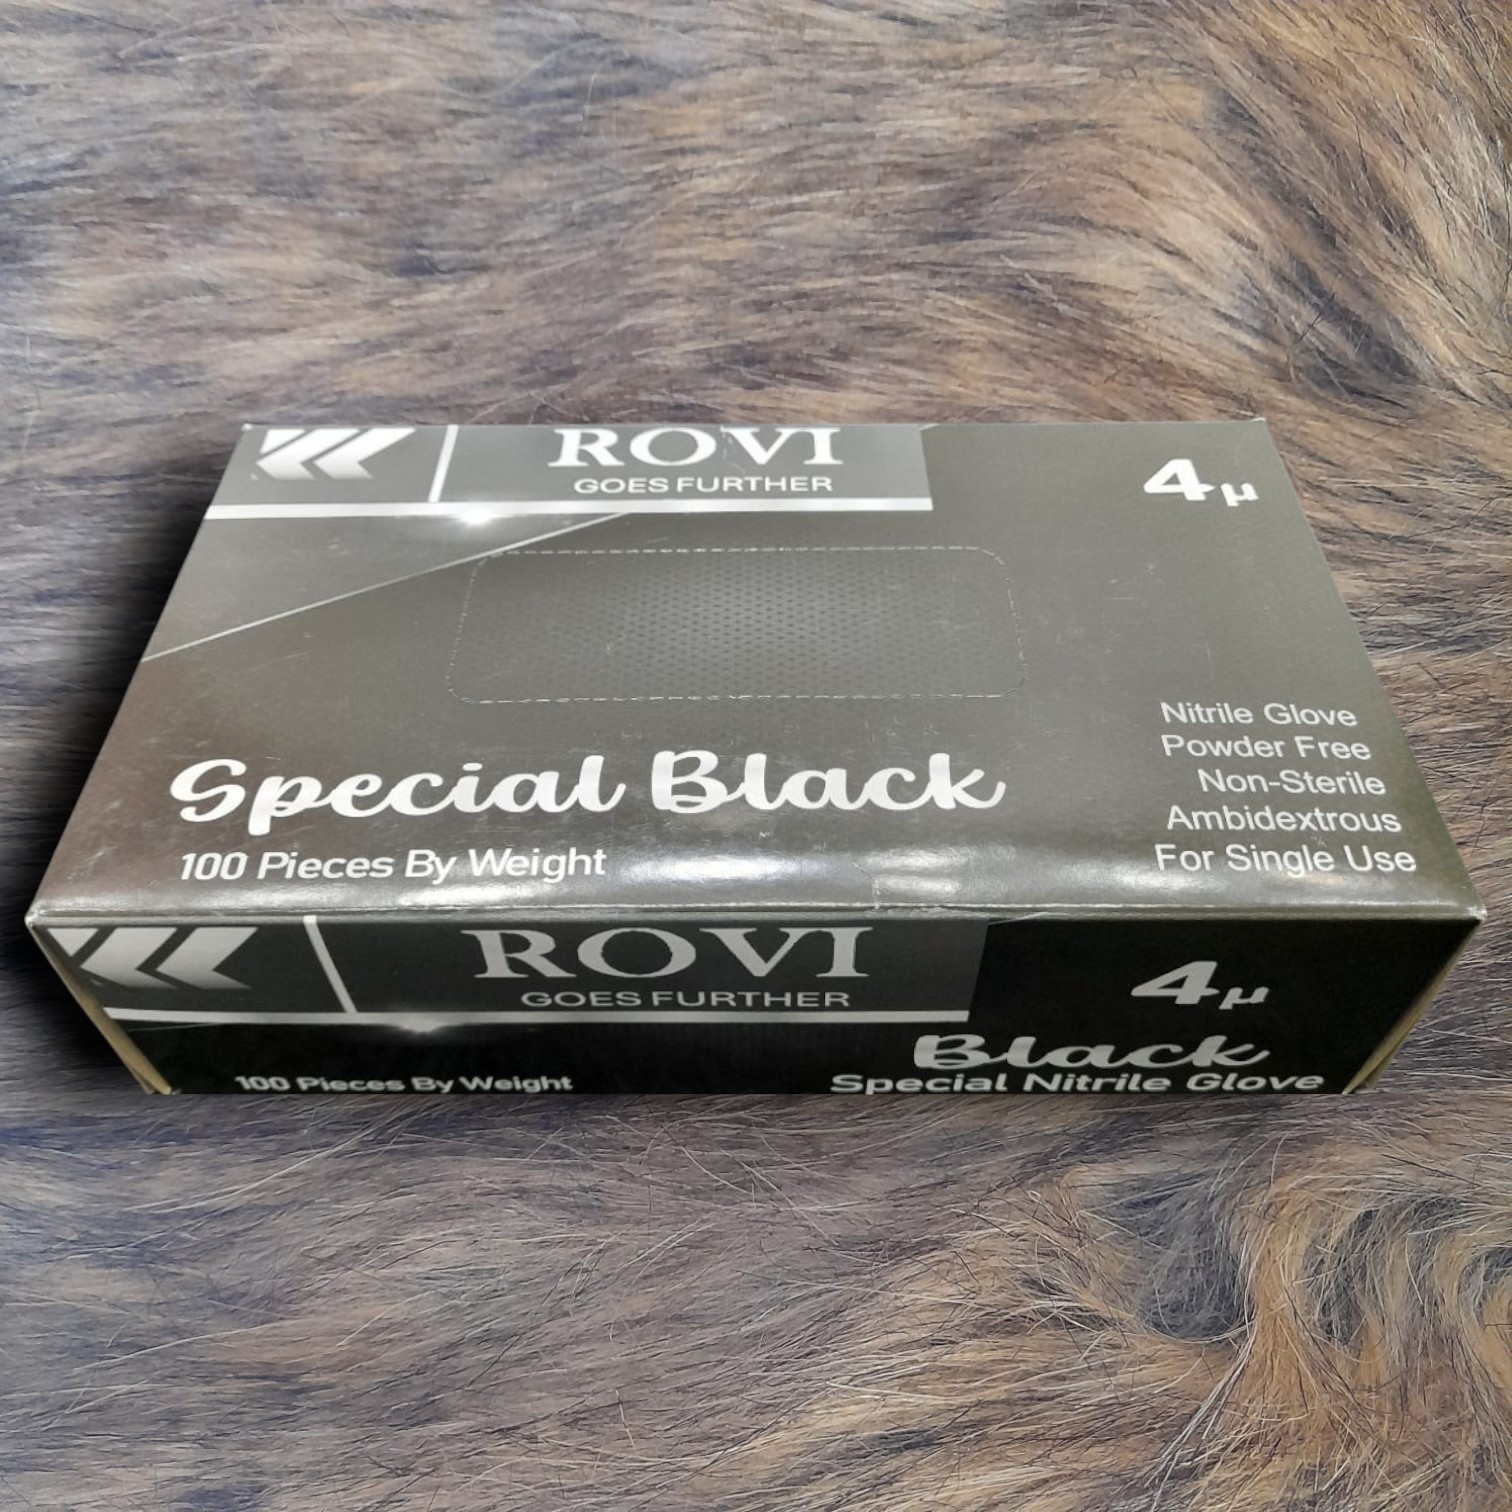 ROVI
GOES FURTHER
4µ
Nitrile Glove
Powder Free
Non-Sterile
Ambidextrous
For Single Use
Special Black
100 Pieces By Weight
ROVI
GOES FURTHER
4µ
Black
Special Nitrile Glove
100 Pieces By Weight